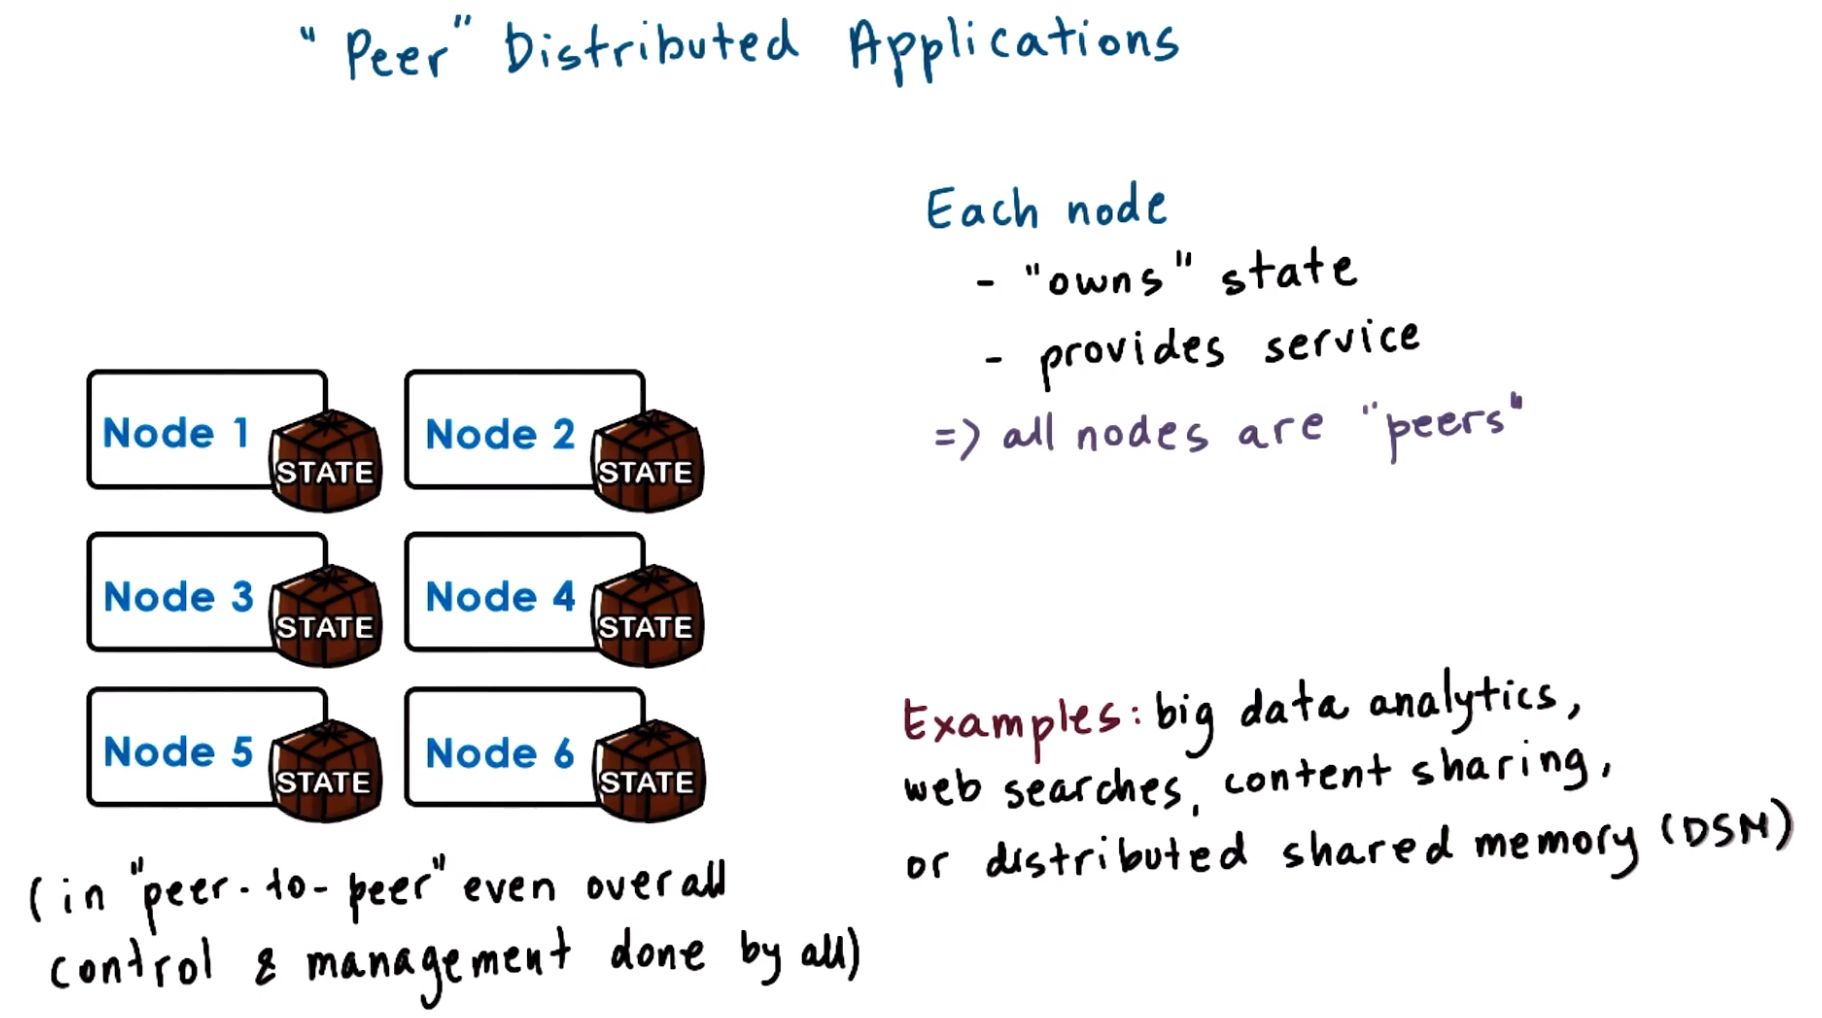 "Peer" Distributed Applications
Each node
- "owns" state
- provides service
=> all nodes are "peers"
Node 1
STATE
Node 2
STATE
Node 3
STATE
Node 4
STATE
Node 5
STATE
Node 6
STATE
(in "peer-to-peer" even overall
control & management done by all)
Examples: big data analytics,
web searches, content sharing,
or distributed shared memory (DSM)